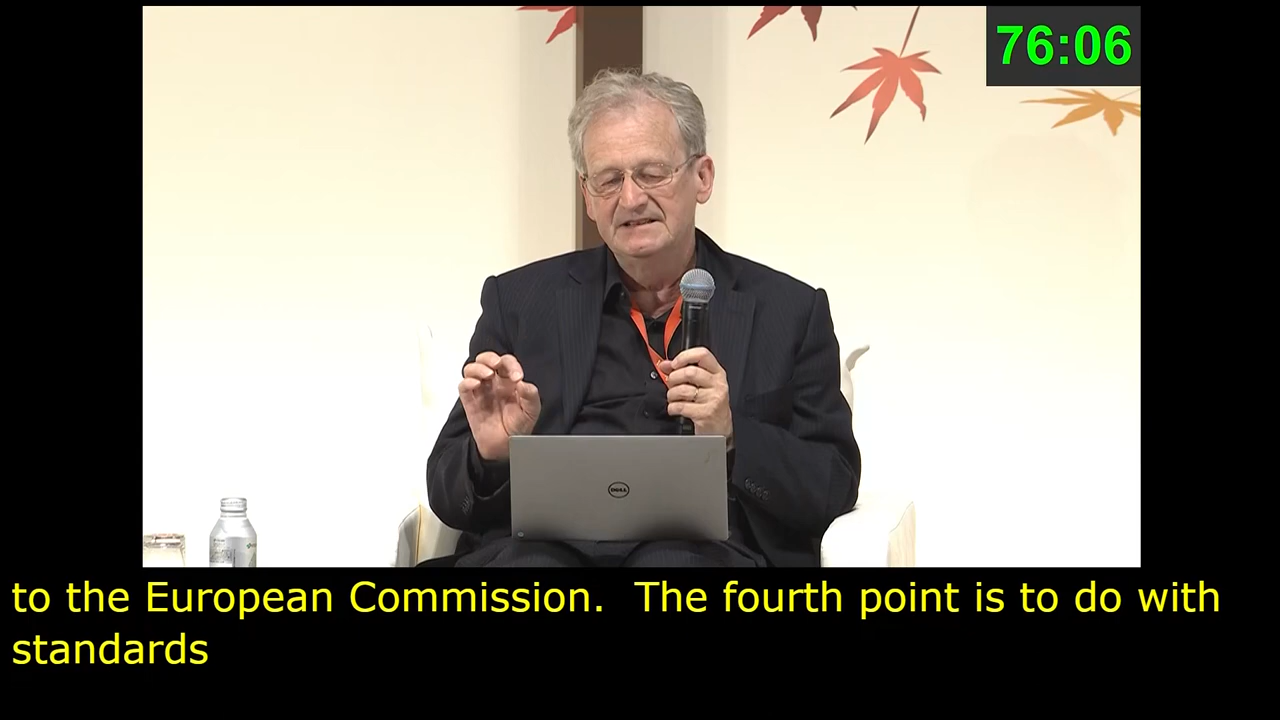 76:06
DELL
to the European Commission.  The fourth point is to do with
standards